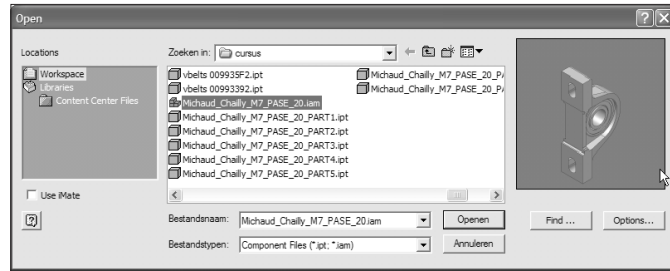 Open
Locations
Workspace
Libraries
Content Center Files
Use iMate
Zoeken in:
cursus
vbelts 009935F2.ipt
vbelts 00993392.ipt
Michaud_Chailly_M7_PASE_20.iam
Michaud_Chailly_M7_PASE_20_PART1.ipt
Michaud_Chailly_M7_PASE_20_PART2.ipt
Michaud_Chailly_M7_PASE_20_PART3.ipt
Michaud_Chailly_M7_PASE_20_PART4.ipt
Michaud_Chailly_M7_PASE_20_PART5.ipt
Michaud_Chailly_M7_PASE_20_P
Michaud_Chailly_M7_PASE_20_P
Bestandsnaam:
Michaud_Chailly_M7_PASE_20.iam
Openen
Find ...
Options...
Bestandstypen:
Component Files (*.ipt; *.iam)
Annuleren